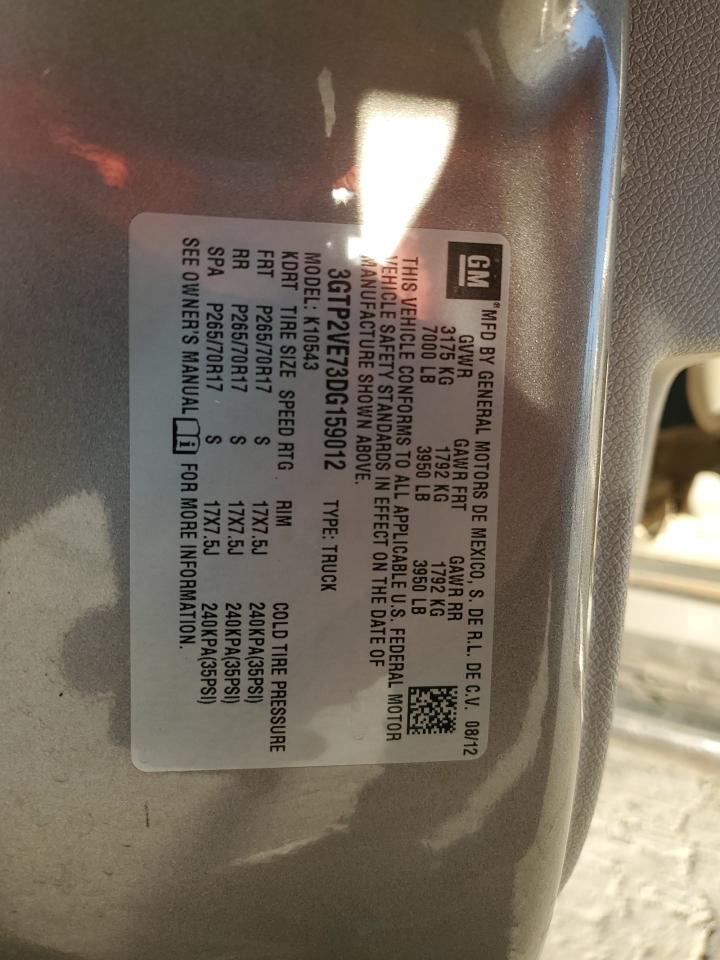 GM
MFD BY GENERAL MOTORS DE MEXICO, S. DE R.L. DE C.V. 08/12
GVWR GAWR FRT GAWR RR
3175 KG 1792 KG 1792 KG
7000 LB 3950 LB 3950 LB
THIS VEHICLE CONFORMS TO ALL APPLICABLE U.S. FEDERAL MOTOR
VEHICLE SAFETY STANDARDS IN EFFECT ON THE DATE OF
MANUFACTURE SHOWN ABOVE.
3GTP2VE73DG159012 TYPE: TRUCK
MODEL: K10543
KDRT TIRE SIZE SPEED RTG RIM COLD TIRE PRESSURE
FRT P265/70R17 S 17X7.5J 240KPA(35PSI)
RR P265/70R17 S 17X7.5J 240KPA(35PSI)
SPA P265/70R17 S 17X7.5J 240KPA(35PSI)
SEE OWNER'S MANUAL i FOR MORE INFORMATION.